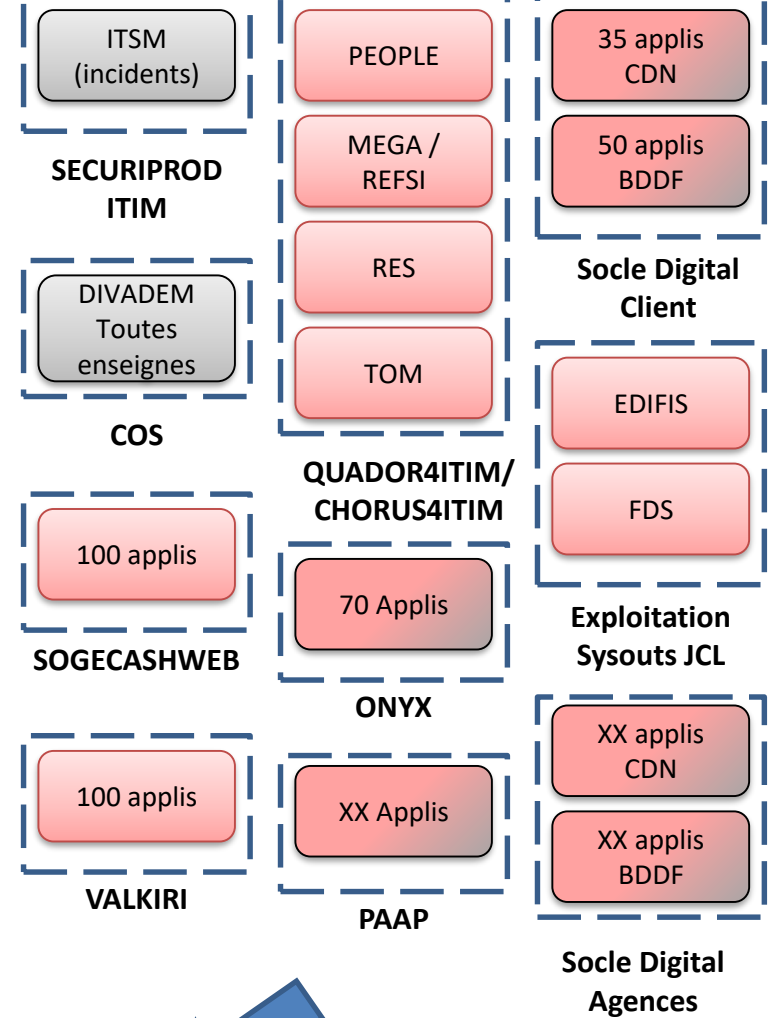 ITSM
(incidents)
SECURIPROD
ITIM
DIVADEM
Toutes
enseignes
COS
100 applis
SOGECASHWEB
100 applis
VALKIRI
PEOPLE
MEGA /
REFSI
RES
TOM
QUADOR4ITIM/
CHORUS4ITIM
70 Applis
ONYX
XX Applis
PAAP
35 applis
CDN
50 applis
BDDF
Socle Digital
Client
EDIFIS
FDS
Exploitation
Sysouts JCL
XX applis
CDN
XX applis
BDDF
Socle Digital
Agences